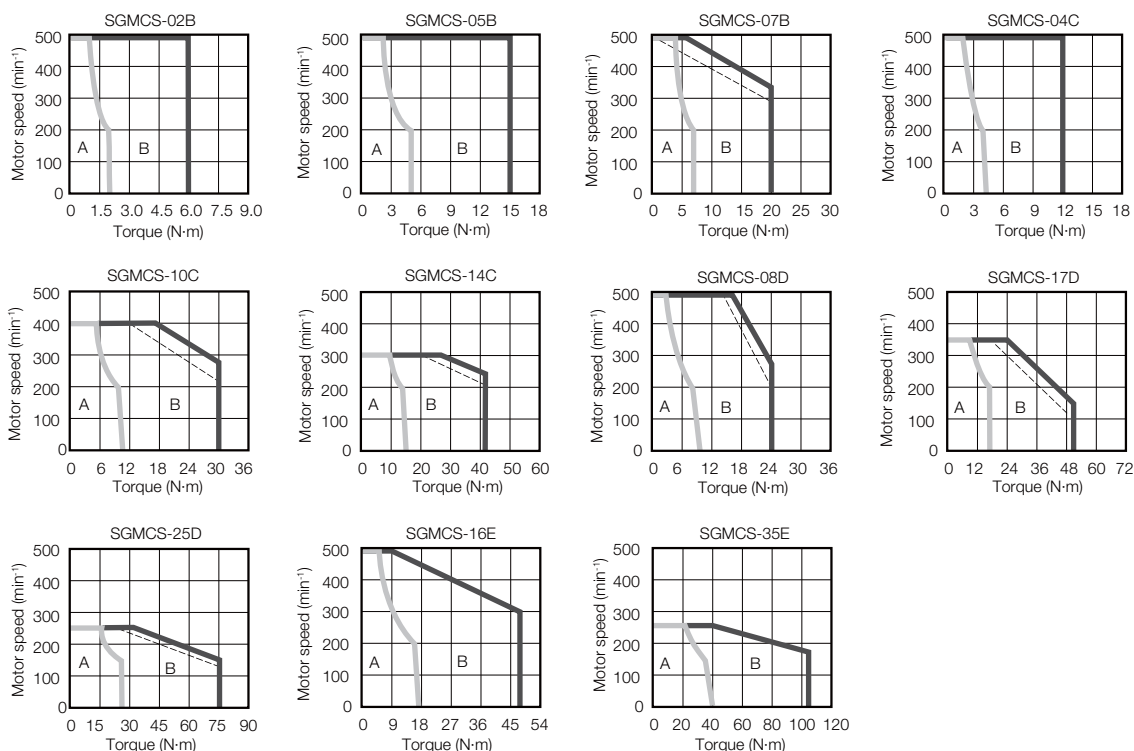 SGMCS-02B
Motor speed (min⁻¹)
500
400
300
200
100
0
A
B
0 1.5 3.0 4.5 6.0 7.5 9.0
Torque (N·m)
SGMCS-05B
Motor speed (min⁻¹)
500
400
300
200
100
0
A
B
0 3 6 9 12 15 18
Torque (N·m)
SGMCS-07B
Motor speed (min⁻¹)
500
400
300
200
100
0
A
B
0 5 10 15 20 25 30
Torque (N·m)
SGMCS-04C
Motor speed (min⁻¹)
500
400
300
200
100
0
A
B
0 3 6 9 12 15 18
Torque (N·m)
SGMCS-10C
Motor speed (min⁻¹)
500
400
300
200
100
0
A
B
0 6 12 18 24 30 36
Torque (N·m)
SGMCS-14C
Motor speed (min⁻¹)
500
400
300
200
100
0
A
B
0 10 20 30 40 50 60
Torque (N·m)
SGMCS-08D
Motor speed (min⁻¹)
500
400
300
200
100
0
A
B
0 6 12 18 24 30 36
Torque (N·m)
SGMCS-17D
Motor speed (min⁻¹)
500
400
300
200
100
0
A
B
0 12 24 36 48 60 72
Torque (N·m)
SGMCS-25D
Motor speed (min⁻¹)
500
400
300
200
100
0
A
B
0 15 30 45 60 75 90
Torque (N·m)
SGMCS-16E
Motor speed (min⁻¹)
500
400
300
200
100
0
A
B
0 9 18 27 36 45 54
Torque (N·m)
SGMCS-35E
Motor speed (min⁻¹)
500
400
300
200
100
0
A
B
0 20 40 60 80 100 120
Torque (N·m)